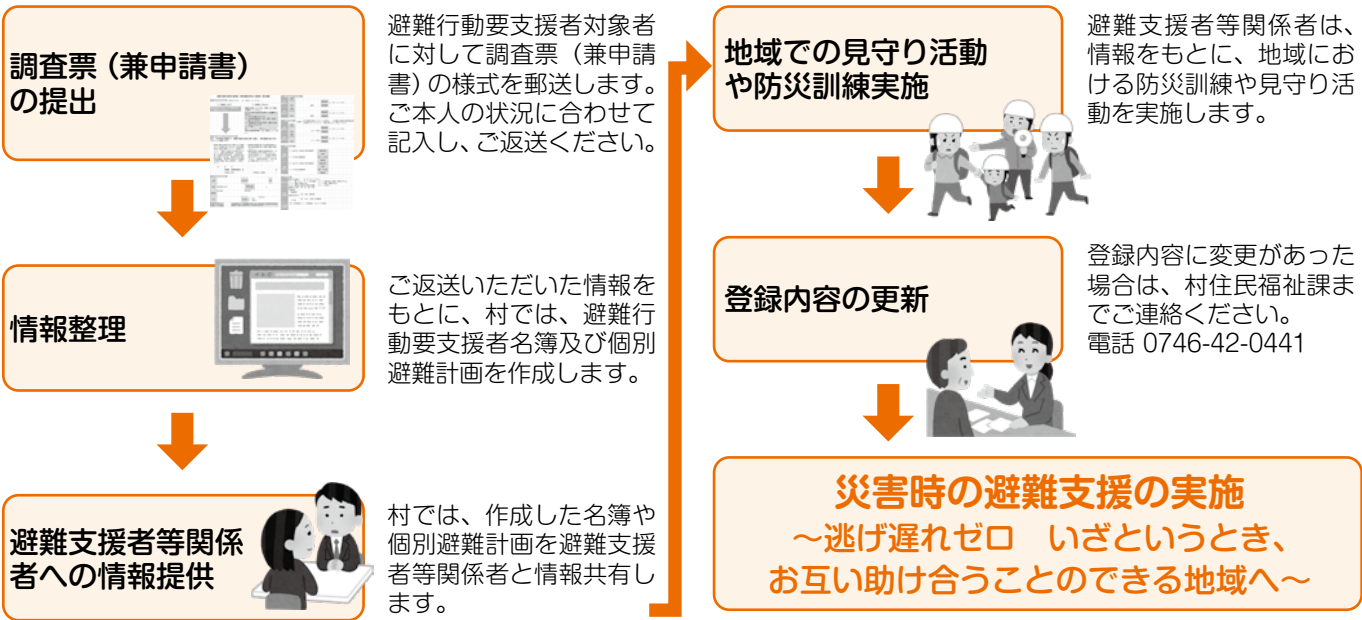 調査票（兼申請書）
の提出
避難行動要支援者対象者
に対して調査票（兼申請
書）の様式を郵送します。
ご本人の状況に合わせて
記入し、ご返送ください。
情報整理
ご返送いただいた情報を
もとに、村では、避難行
動要支援者名簿及び個別
避難計画を作成します。
避難支援者等関係
者への情報提供
村では、作成した名簿や
個別避難計画を避難支援
者等関係者と情報共有し
ます。
地域での見守り活動
や防災訓練実施
避難支援者等関係者は、
情報をもとに、地域にお
ける防災訓練や見守り活
動を実施します。
登録内容の更新
登録内容に変更があった
場合は、村住民福祉課ま
でご連絡ください。
電話 0746-42-0441
災害時の避難支援の実施
～逃げ遅れゼロ　いざというとき、
お互い助け合うことのできる地域へ～